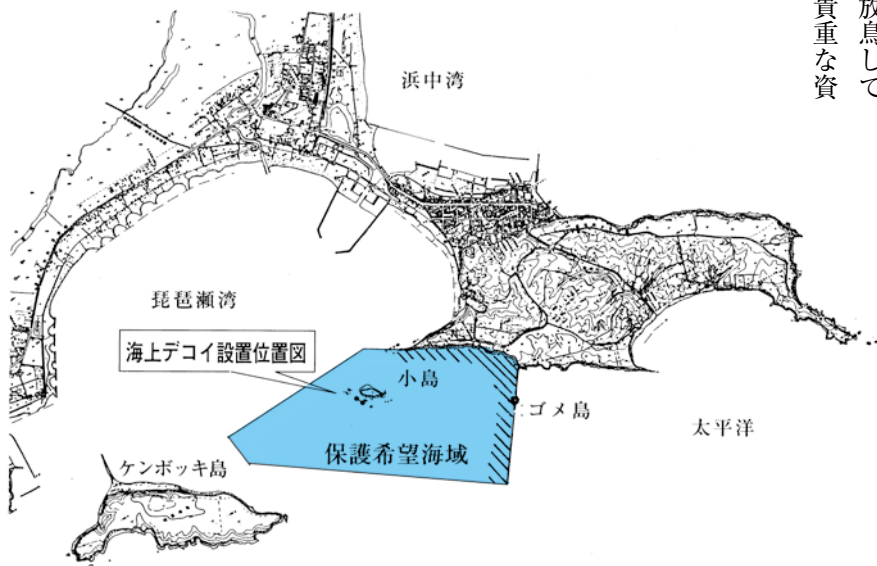 放鳥して
貴重な資
浜中湾
琵琶瀬湾
海上デコイ設置位置図
小島
ゴメ島
太平洋
保護希望海域
ケンボッキ島